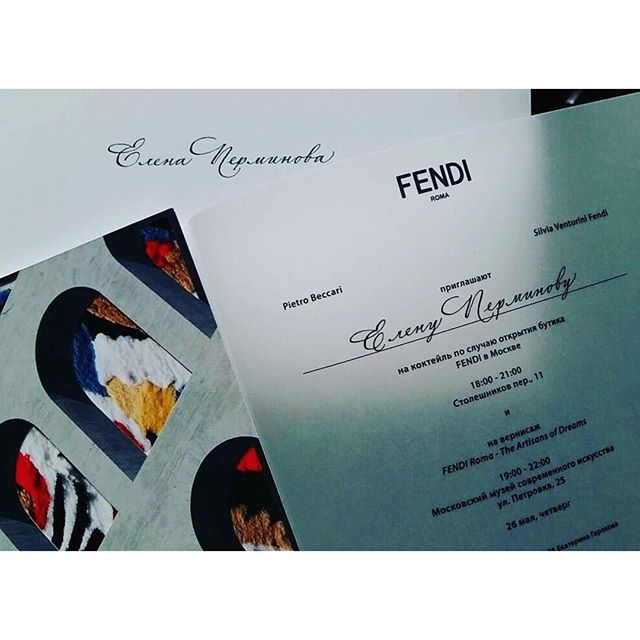 Елена Перминова
FENDI
ROMA
Silvia Venturini Fendi
Pietro Beccari
приглашают
Елену Перминову
на коктейль по случаю открытия бутика
FENDI в Москве
18:00 - 21:00
Столешников пер., 11
и
на вернисаж
FENDI Roma - The Artisans of Dreams
19:00 - 22:00
Московский музей современного искусства
ул. Петровка, 25
26 мая, четверг
Екатерина Горохова